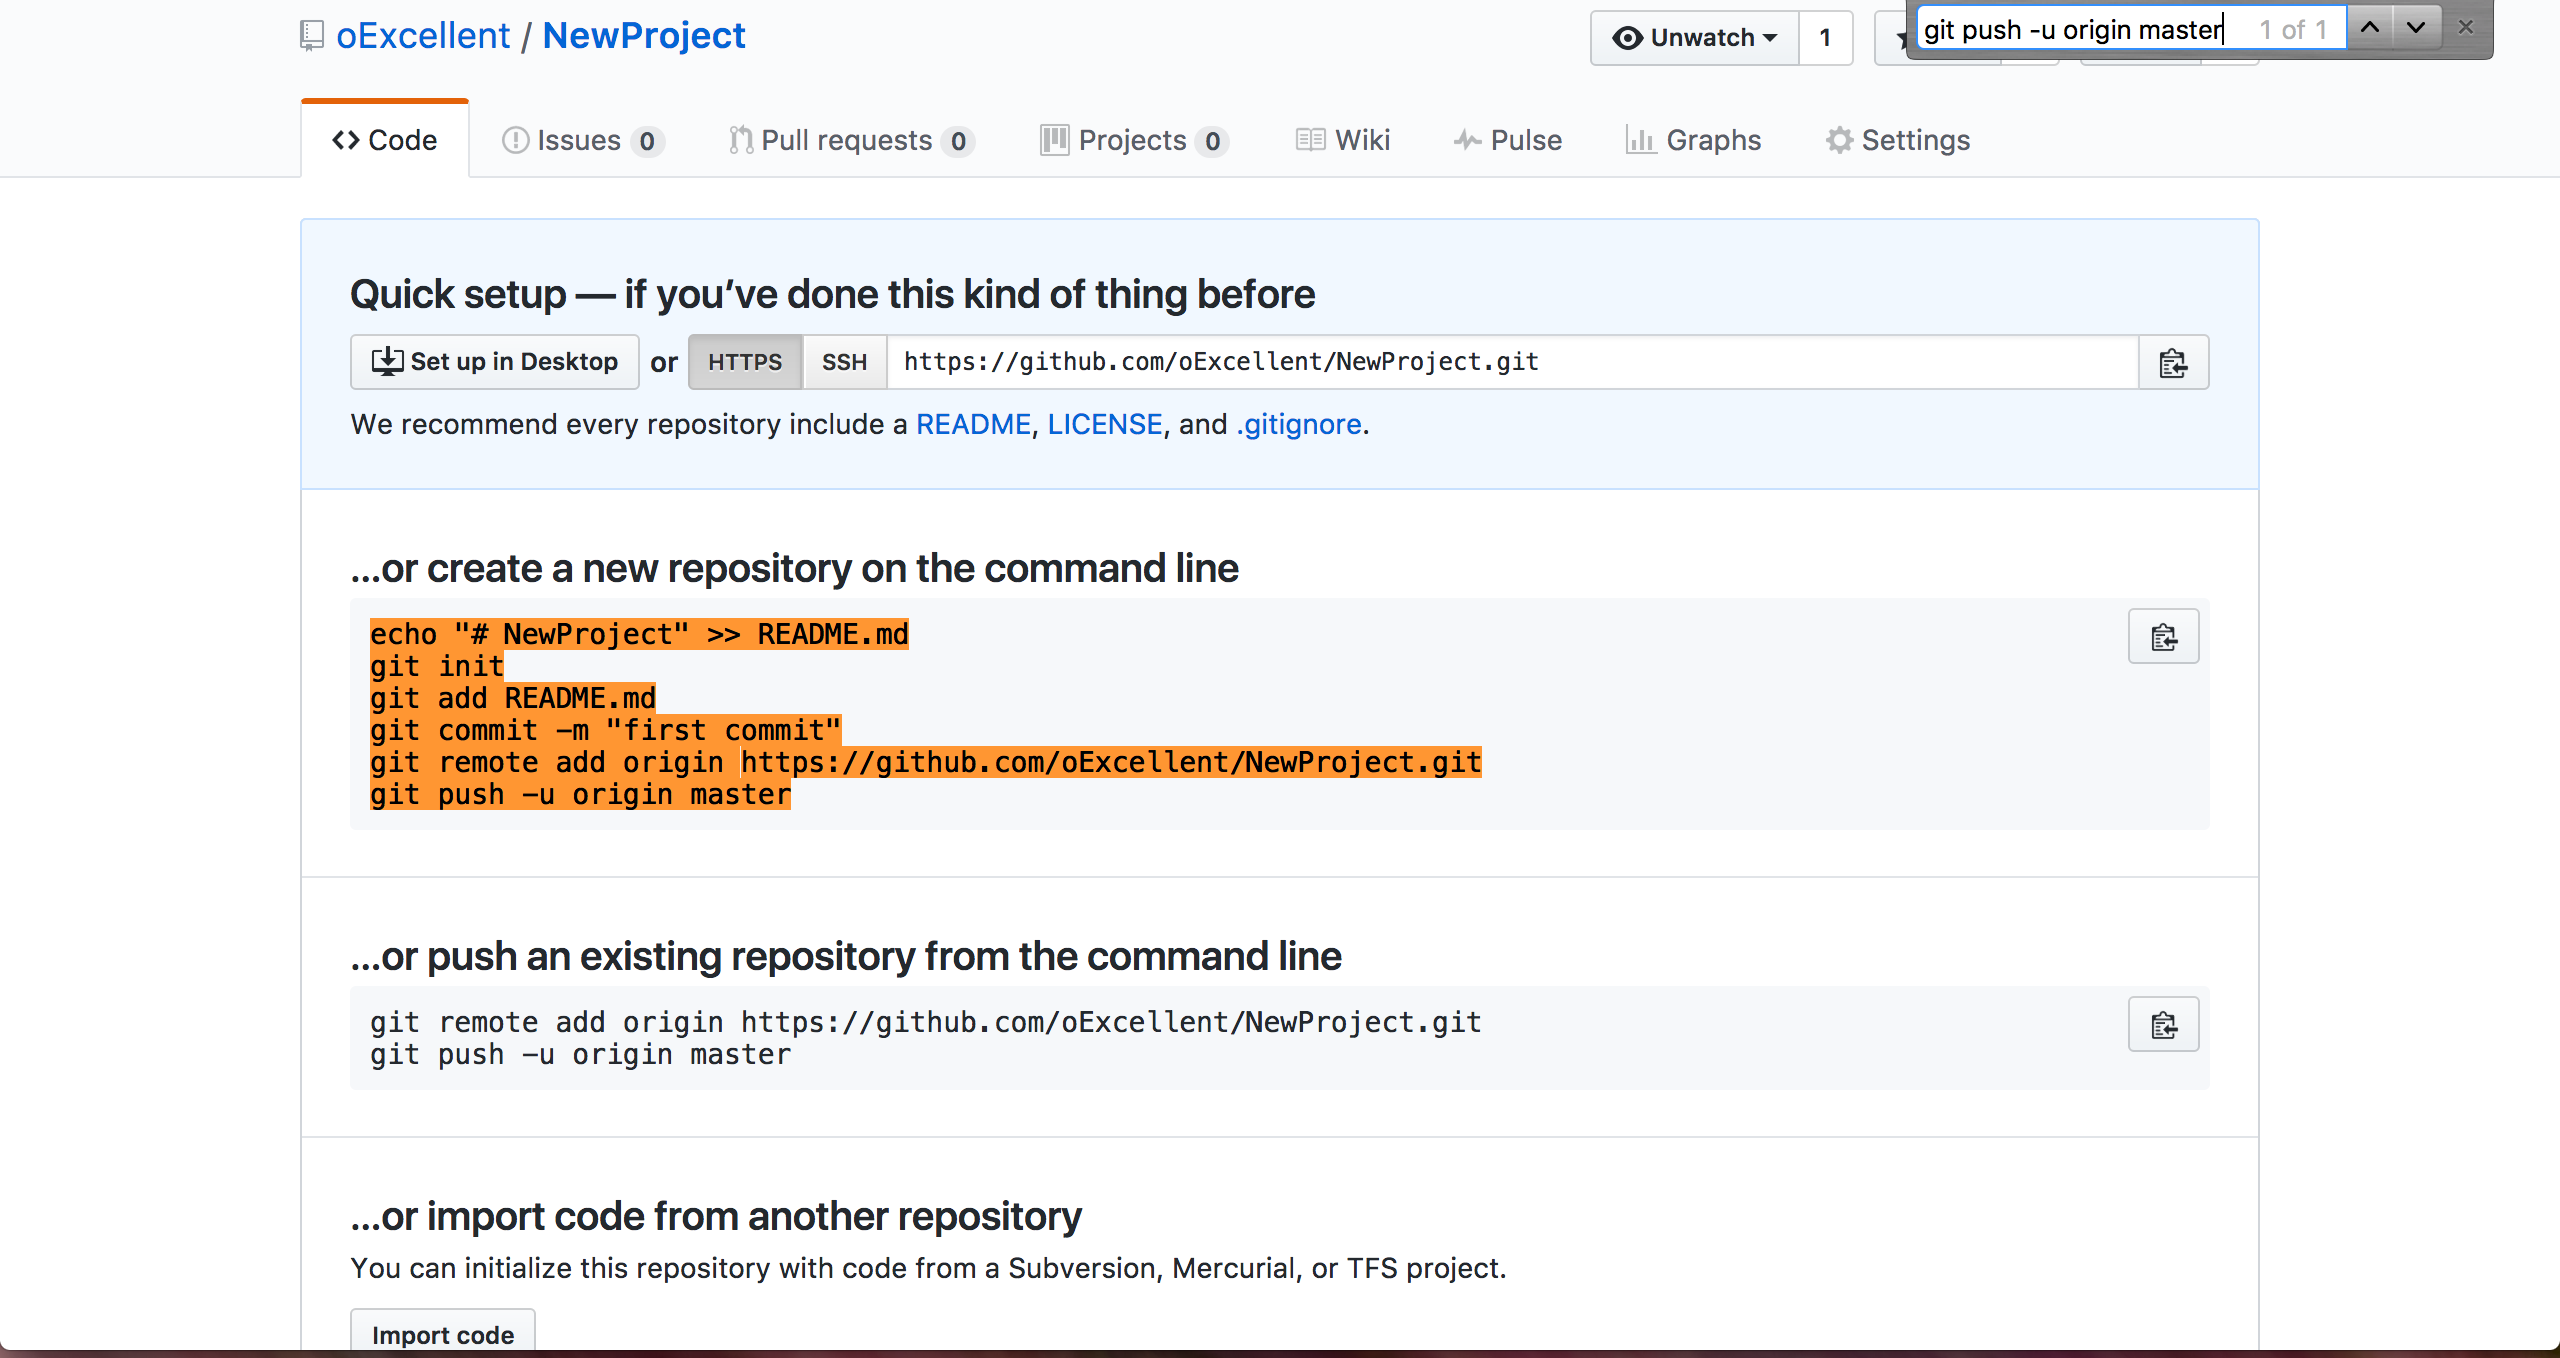 oExcellent / NewProject
Unwatch 1
git push -u origin master 1 of 1
Code Issues 0 Pull requests 0 Projects 0 Wiki Pulse Graphs Settings
Quick setup — if you’ve done this kind of thing before
Set up in Desktop or HTTPS SSH https://github.com/oExcellent/NewProject.git
We recommend every repository include a README, LICENSE, and .gitignore.
…or create a new repository on the command line
echo "# NewProject" >> README.md
git init
git add README.md
git commit -m "first commit"
git remote add origin https://github.com/oExcellent/NewProject.git
git push -u origin master
…or push an existing repository from the command line
git remote add origin https://github.com/oExcellent/NewProject.git
git push -u origin master
…or import code from another repository
You can initialize this repository with code from a Subversion, Mercurial, or TFS project.
Import code